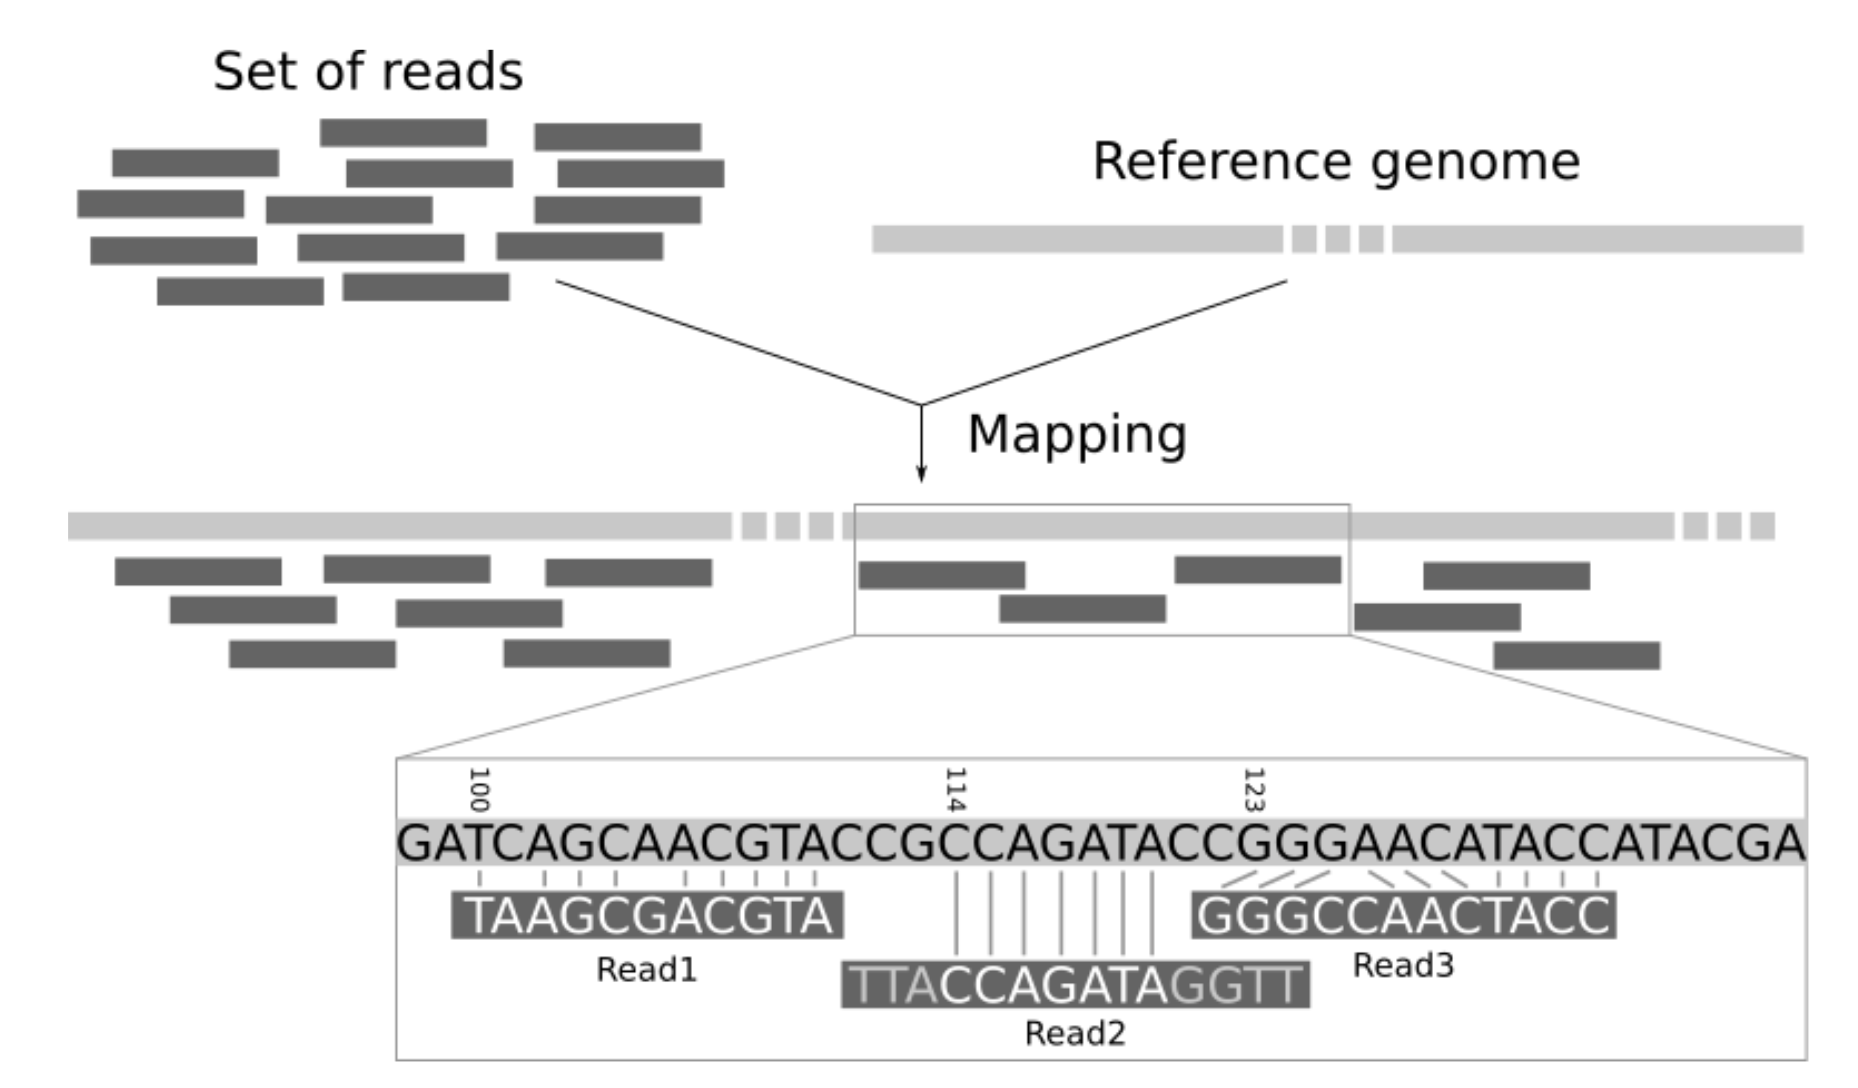 Set of reads
Reference genome
Mapping
100 114 123
GATCAGCAACGTACCGCCAGATACCGGGAACATACCATACGA
TAAGCGACGTA GGGCCAACTACC
Read1 Read3
TTACCAGATAGGTT
Read2